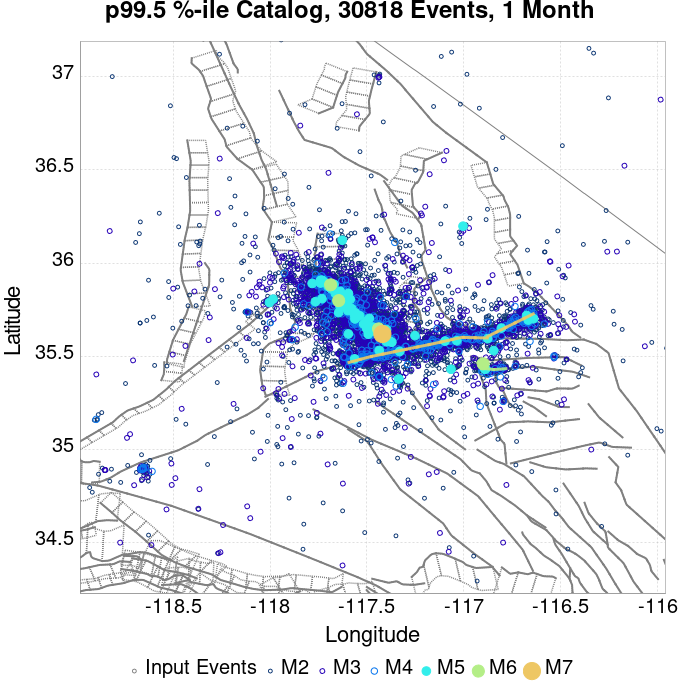 p99.5 %-ile Catalog, 30818 Events, 1 Month
37
36.5
36
35.5
35
34.5
Latitude
-118.5
-118
-117.5
-117
-116.5
-116
Longitude
Input Events
M2
M3
M4
M5
M6
M7